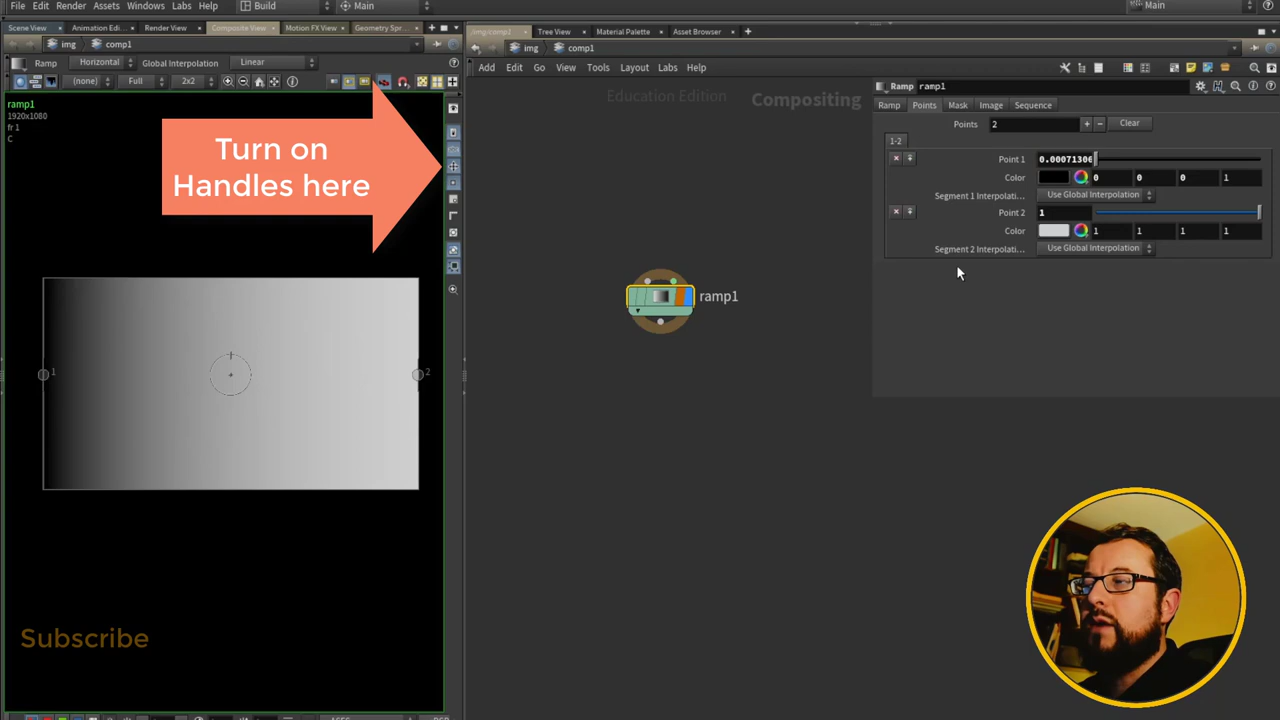 File Edit Render Assets Windows Labs Help Build Main Main
Scene View Animation Edi... Render View Composite View Motion FX View Geometry Spr...
/img/comp1 Tree View Material Palette Asset Browser
img comp1
img comp1
Ramp Horizontal Global Interpolation Linear
Add Edit Go View Tools Layout Labs Help
(none) Full 2x2
ramp1
1920x1080
fr 1
C
Turn on
Handles here
1
2
Subscribe
Education Edition
Compositing
ramp1
Ramp ramp1
Ramp Points Mask Image Sequence
Points 2 + − Clear
1-2
Point 1 0.00071306
Color 0 0 0 1
Segment 1 Interpolati... Use Global Interpolation
Point 2 1
Color 1 1 1 1
Segment 2 Interpolati... Use Global Interpolation